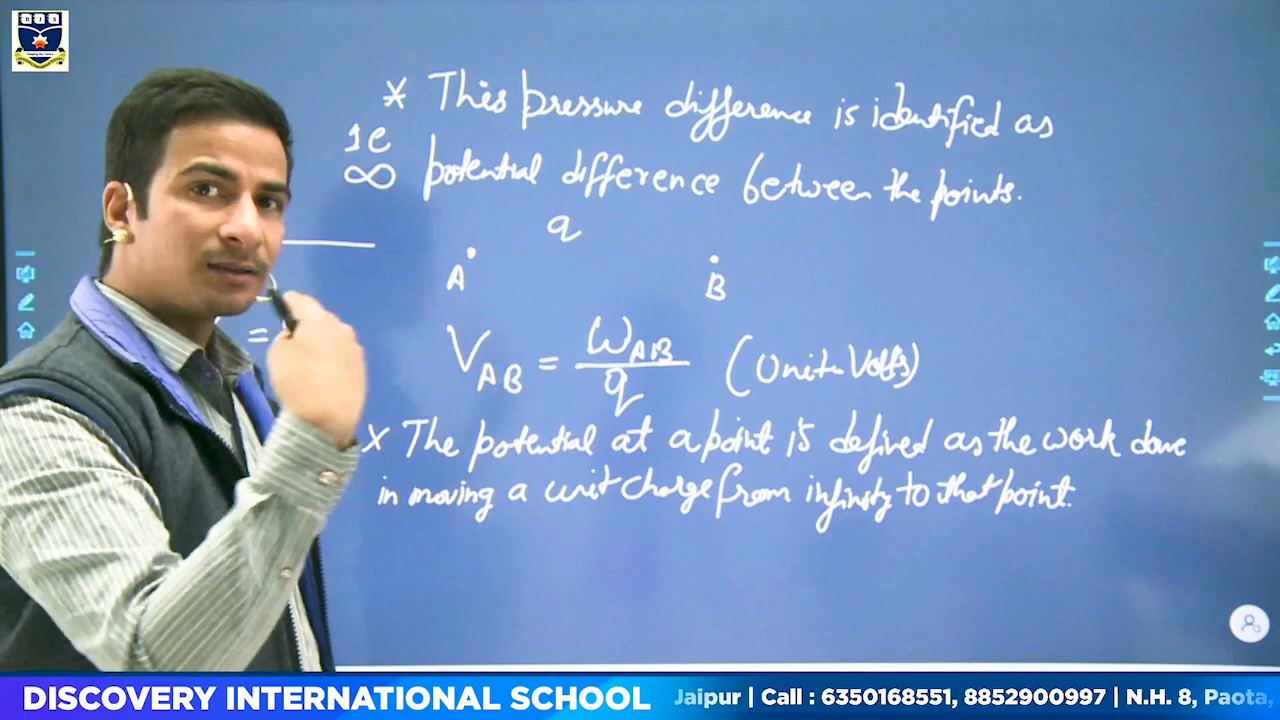 * This pressure difference is identified as
1e
∞ potential difference between the points.
q
A B
=
V_AB = W_AB / q (Unit - Volts)
* The potential at a point is defined as the work done
in moving a unit charge from infinity to that point.
DISCOVERY INTERNATIONAL SCHOOL Jaipur | Call : 6350168551, 8852900997 | N.H. 8, Paota,